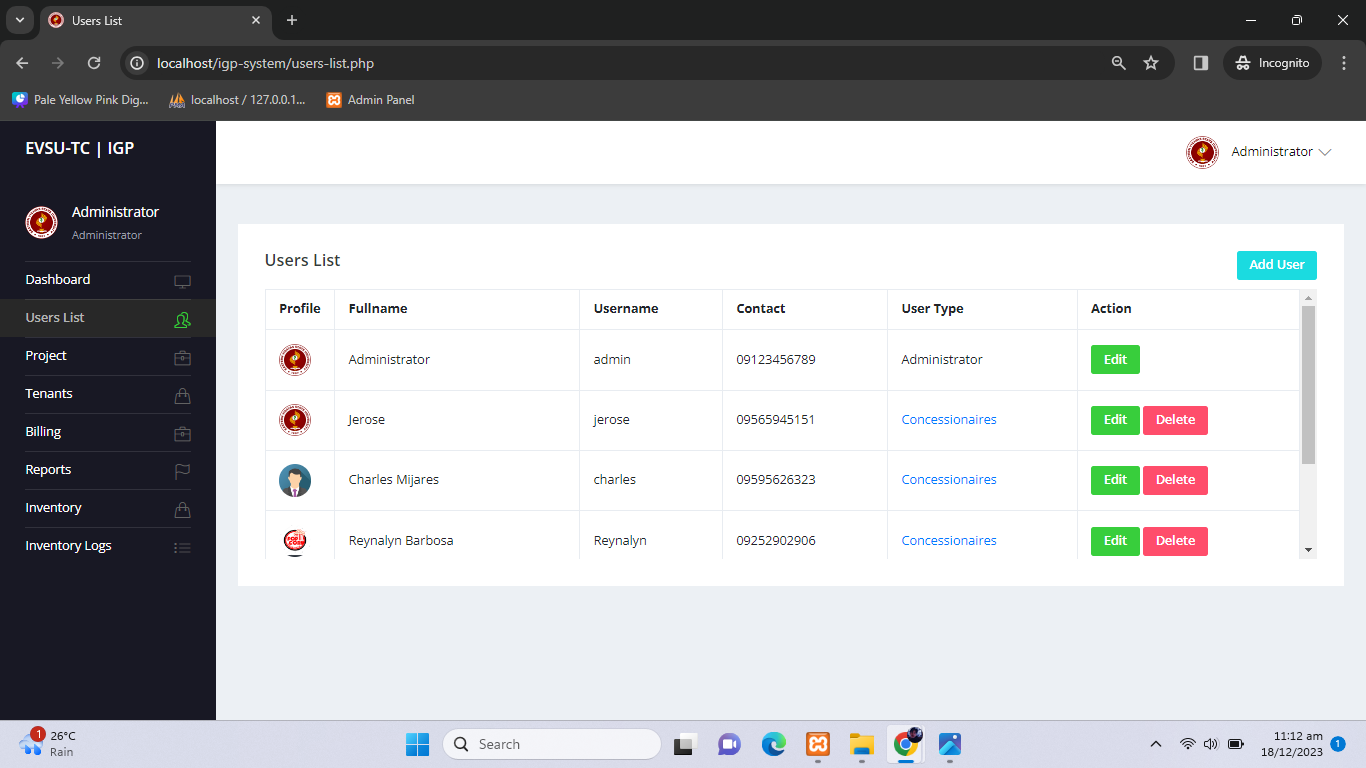 Users List
localhost/igp-system/users-list.php
Incognito
Pale Yellow Pink Dig... localhost / 127.0.0.1... Admin Panel
EVSU-TC | IGP
Administrator
Administrator
Administrator
Dashboard
Users List
Project
Tenants
Billing
Reports
Inventory
Inventory Logs
Users List
Add User
Profile Fullname Username Contact User Type Action
Administrator admin 09123456789 Administrator Edit
Jerose jerose 09565945151 Concessionaires Edit Delete
Charles Mijares charles 09595626323 Concessionaires Edit Delete
Reynalyn Barbosa Reynalyn 09252902906 Concessionaires Edit Delete
1
26°C
Rain
Search
11:12 am
18/12/2023
1